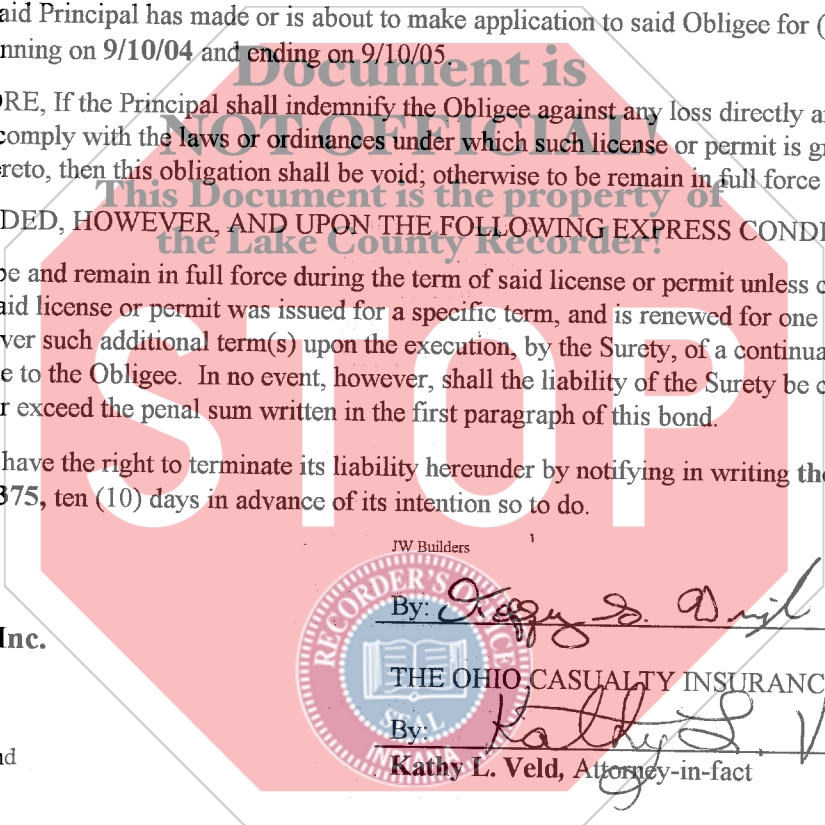 aid Principal has made or is about to make application to said Obligee for (
nning on 9/10/04 and ending on 9/10/05.
Document is
ORE, If the Principal shall indemnify the Obligee against any loss directly a
NOT OFFICIAL!
comply with the laws or ordinances under which such license or permit is g
reto, then this obligation shall be void; otherwise to be remain in full force
This Document is the property of
DED, HOWEVER, AND UPON THE FOLLOWING EXPRESS COND
the Lake County Recorder!
be and remain in full force during the term of said license or permit unless c
aid license or permit was issued for a specific term, and is renewed for one
ver such additional term(s) upon the execution, by the Surety, of a continua
e to the Obligee. In no event, however, shall the liability of the Surety be c
r exceed the penal sum written in the first paragraph of this bond.
STOP
have the right to terminate its liability hereunder by notifying in writing the
375, ten (10) days in advance of its intention so to do.
JW Builders
RECORDER'S OFFICE
By:
Inc.
THE OHIO CASUALTY INSURANC
SEAL
By: Kathy L. V
INDIANA
nd
Kathy L. Veld, Attorney-in-fact